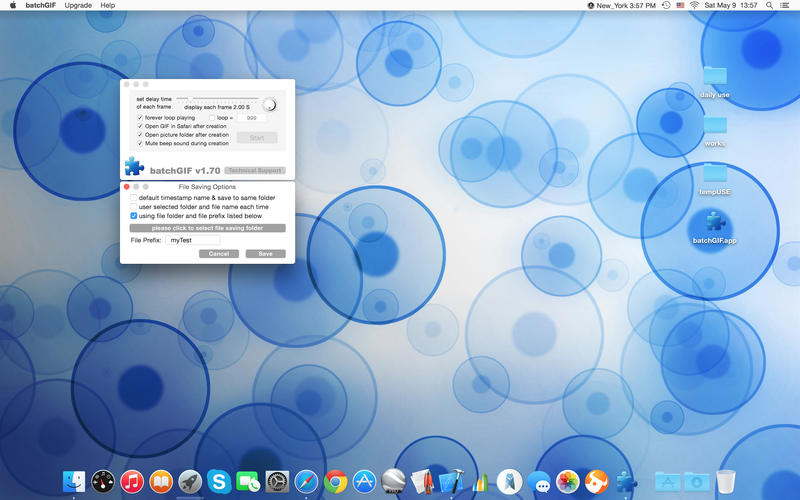 batchGIF Upgrade Help
New_York 3:57 PM Sat May 9 13:57
set delay time
of each frame
display each frame 2.00 S
forever loop playing loop = 999
Open GIF in Safari after creation
Open picture folder after creation
Start
Mute beep sound during creation
batchGIF v1.70 Technical Support
File Saving Options
default timestamp name & save to same folder
user selected folder and file name each time
using file folder and file prefix listed below
please click to select file saving folder
File Prefix: myTest
Cancel Save
daily use
works
tempUSE
batchGIF.app